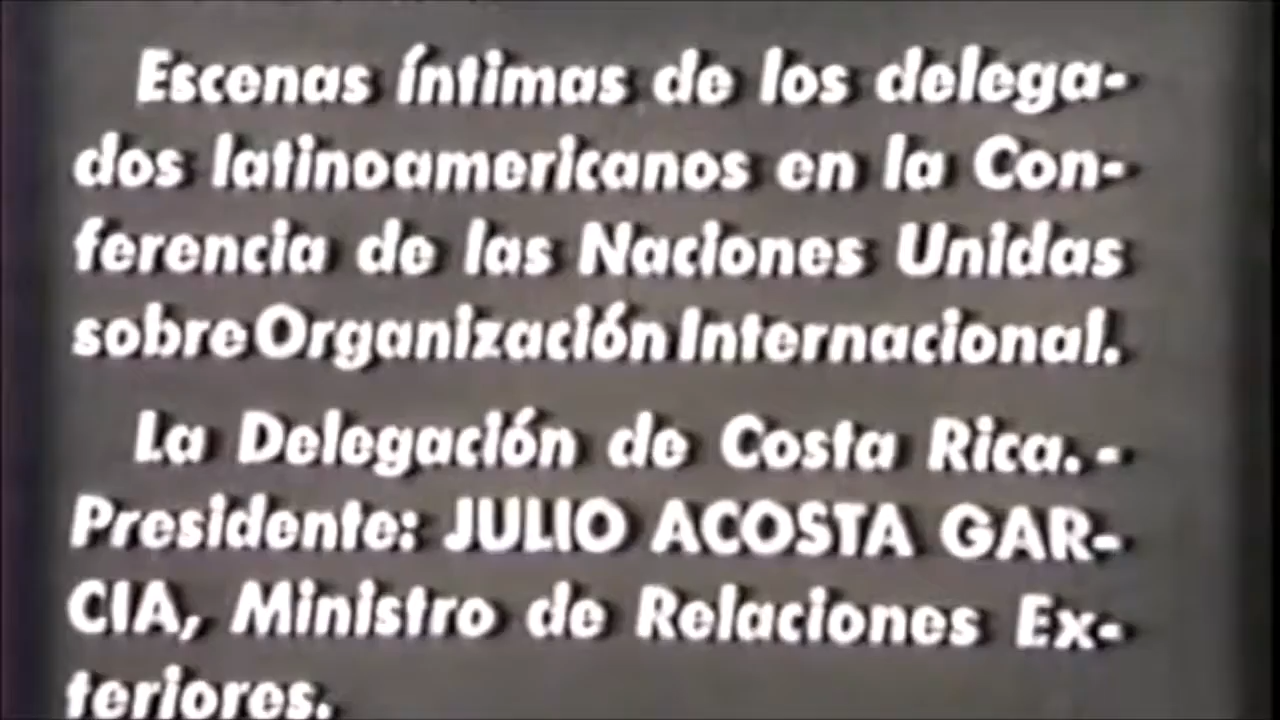 Escenas íntimas de los delega-
dos latinoamericanos en la Con-
ferencia de las Naciones Unidas
sobre Organización Internacional.
La Delegación de Costa Rica.-
Presidente: JULIO ACOSTA GAR-
CIA, Ministro de Relaciones Ex-
teriores.